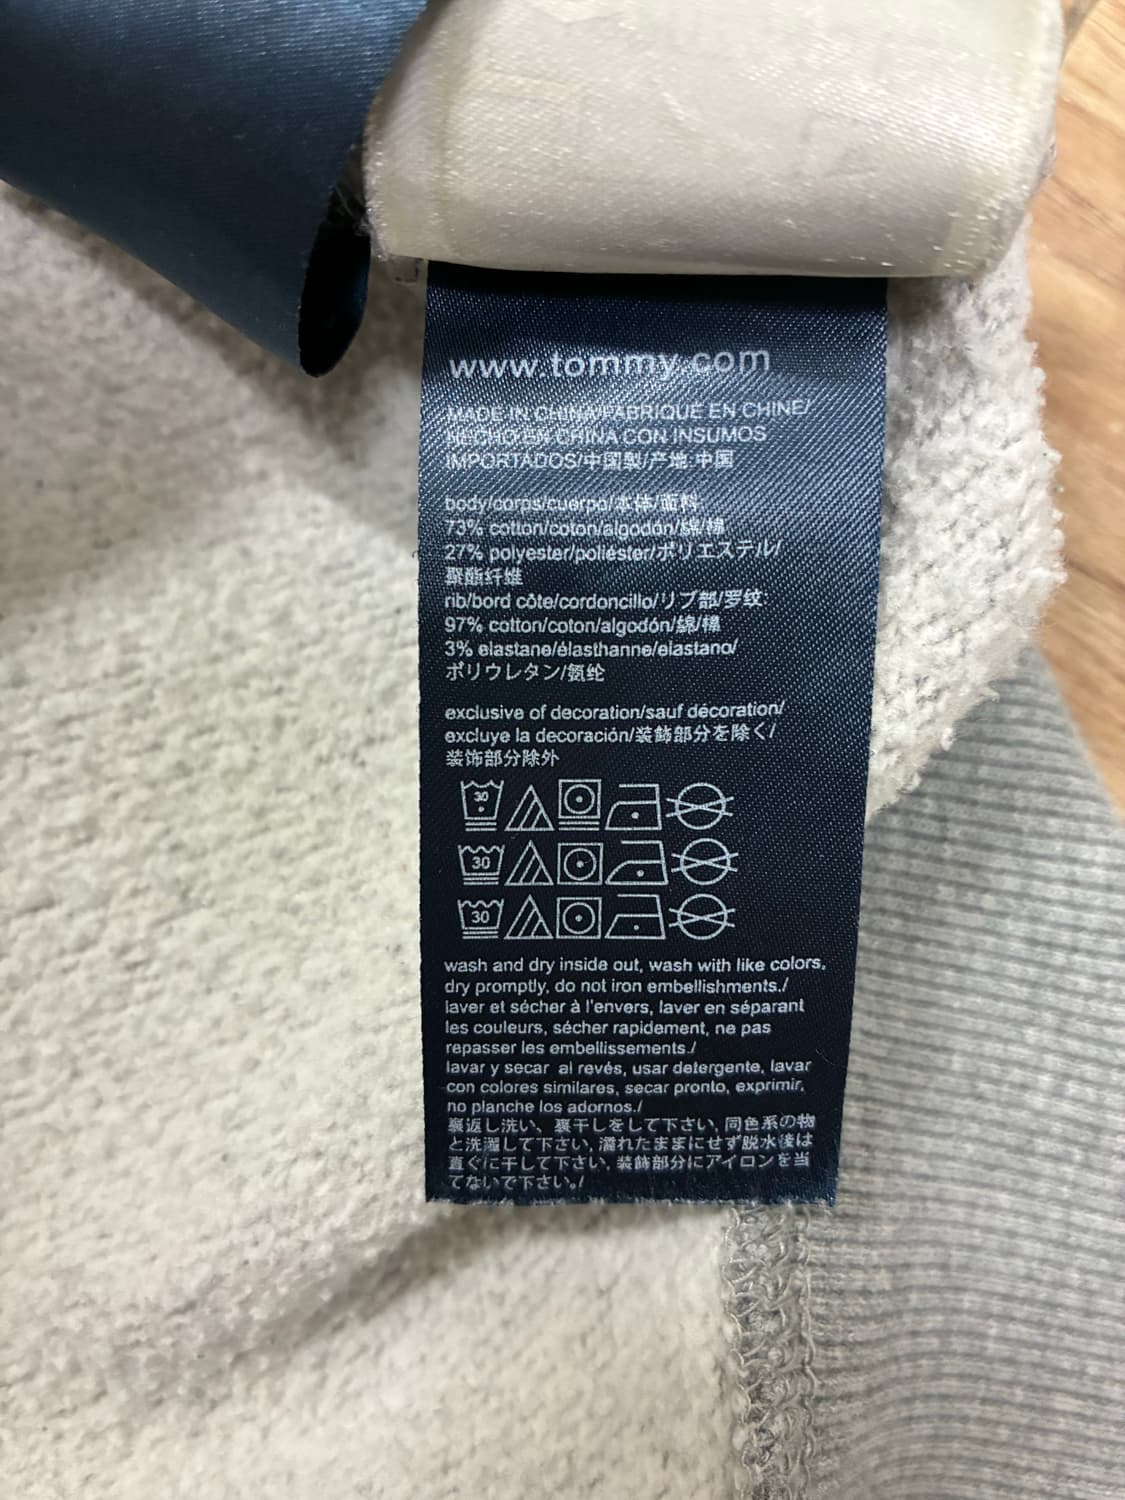 www.tommy.com
MADE IN CHINA/FABRIQUÉ EN CHINE/
HECHO EN CHINA CON INSUMOS
IMPORTADOS/中国製/产地:中国
body/corps/cuerpo/本体/面料
73% cotton/coton/algodón/綿/棉
27% polyester/poliéster/ポリエステル/
聚酯纤维
rib/bord côte/cordoncillo/リブ部/罗纹
97% cotton/coton/algodón/綿/棉
3% elastane/élasthanne/elastano/
ポリウレタン/氨纶
exclusive of decoration/sauf décoration/
excluye la decoración/装飾部分を除く/
装饰部分除外
30
30
30
wash and dry inside out, wash with like colors,
dry promptly, do not iron embellishments./
laver et sécher à l'envers, laver en séparant
les couleurs, sécher rapidement, ne pas
repasser les embellissements./
lavar y secar al revés, usar detergente, lavar
con colores similares, secar pronto, exprimir,
no planche los adornos./
裏返し洗い、裏干しをして下さい, 同色系の物
と洗濯して下さい, 濡れたままにせず脱水後は
直ぐに干して下さい, 装飾部分にアイロンを当
てないで下さい。/